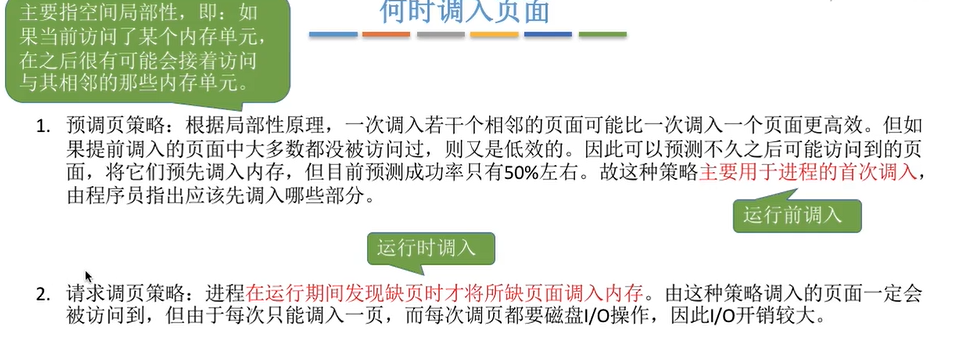 何时调入页面
主要指空间局部性，即：如
果当前访问了某个内存单元，
在之后很有可能会接着访问
与其相邻的那些内存单元。
1. 预调页策略：根据局部性原理，一次调入若干个相邻的页面可能比一次调入一个页面更高效。但如
果提前调入的页面中大多数都没被访问过，则又是低效的。因此可以预测不久之后可能访问到的页
面，将它们预先调入内存，但目前预测成功率只有50%左右。故这种策略主要用于进程的首次调入，
由程序员指出应该先调入哪些部分。
运行前调入
运行时调入
2. 请求调页策略：进程在运行期间发现缺页时才将所缺页面调入内存。由这种策略调入的页面一定会
被访问到，但由于每次只能调入一页，而每次调页都要磁盘I/O操作，因此I/O开销较大。